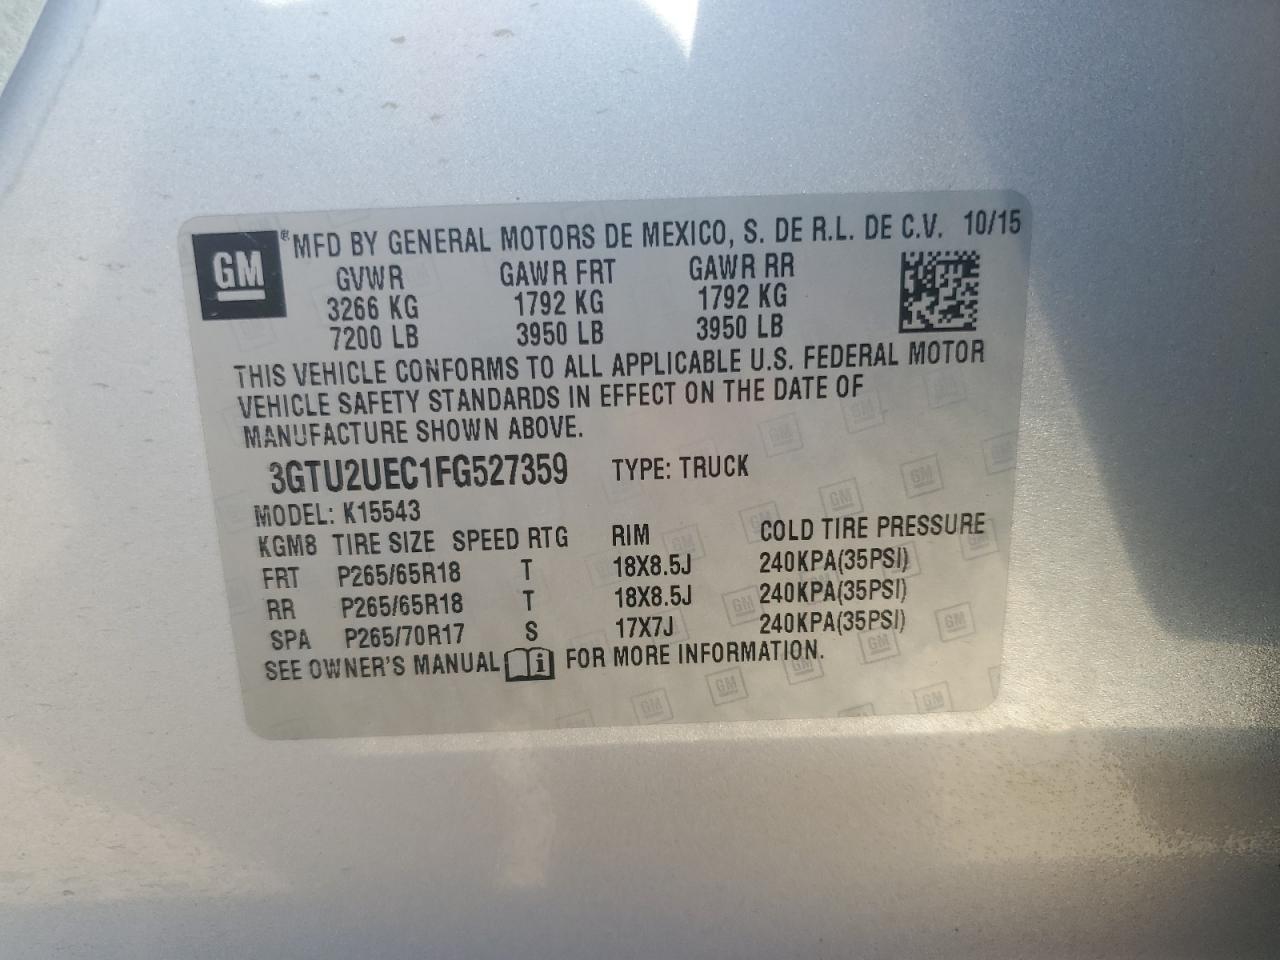 GM ® MFD BY GENERAL MOTORS DE MEXICO, S. DE R.L. DE C.V. 10/15
GVWR GAWR FRT GAWR RR
3266 KG 1792 KG 1792 KG
7200 LB 3950 LB 3950 LB
THIS VEHICLE CONFORMS TO ALL APPLICABLE U.S. FEDERAL MOTOR
VEHICLE SAFETY STANDARDS IN EFFECT ON THE DATE OF
MANUFACTURE SHOWN ABOVE.
3GTU2UEC1FG527359 TYPE: TRUCK
MODEL: K15543
KGM8 TIRE SIZE SPEED RTG RIM COLD TIRE PRESSURE
FRT P265/65R18 T 18X8.5J 240KPA(35PSI)
RR P265/65R18 T 18X8.5J 240KPA(35PSI)
SPA P265/70R17 S 17X7J 240KPA(35PSI)
SEE OWNER'S MANUAL i FOR MORE INFORMATION.